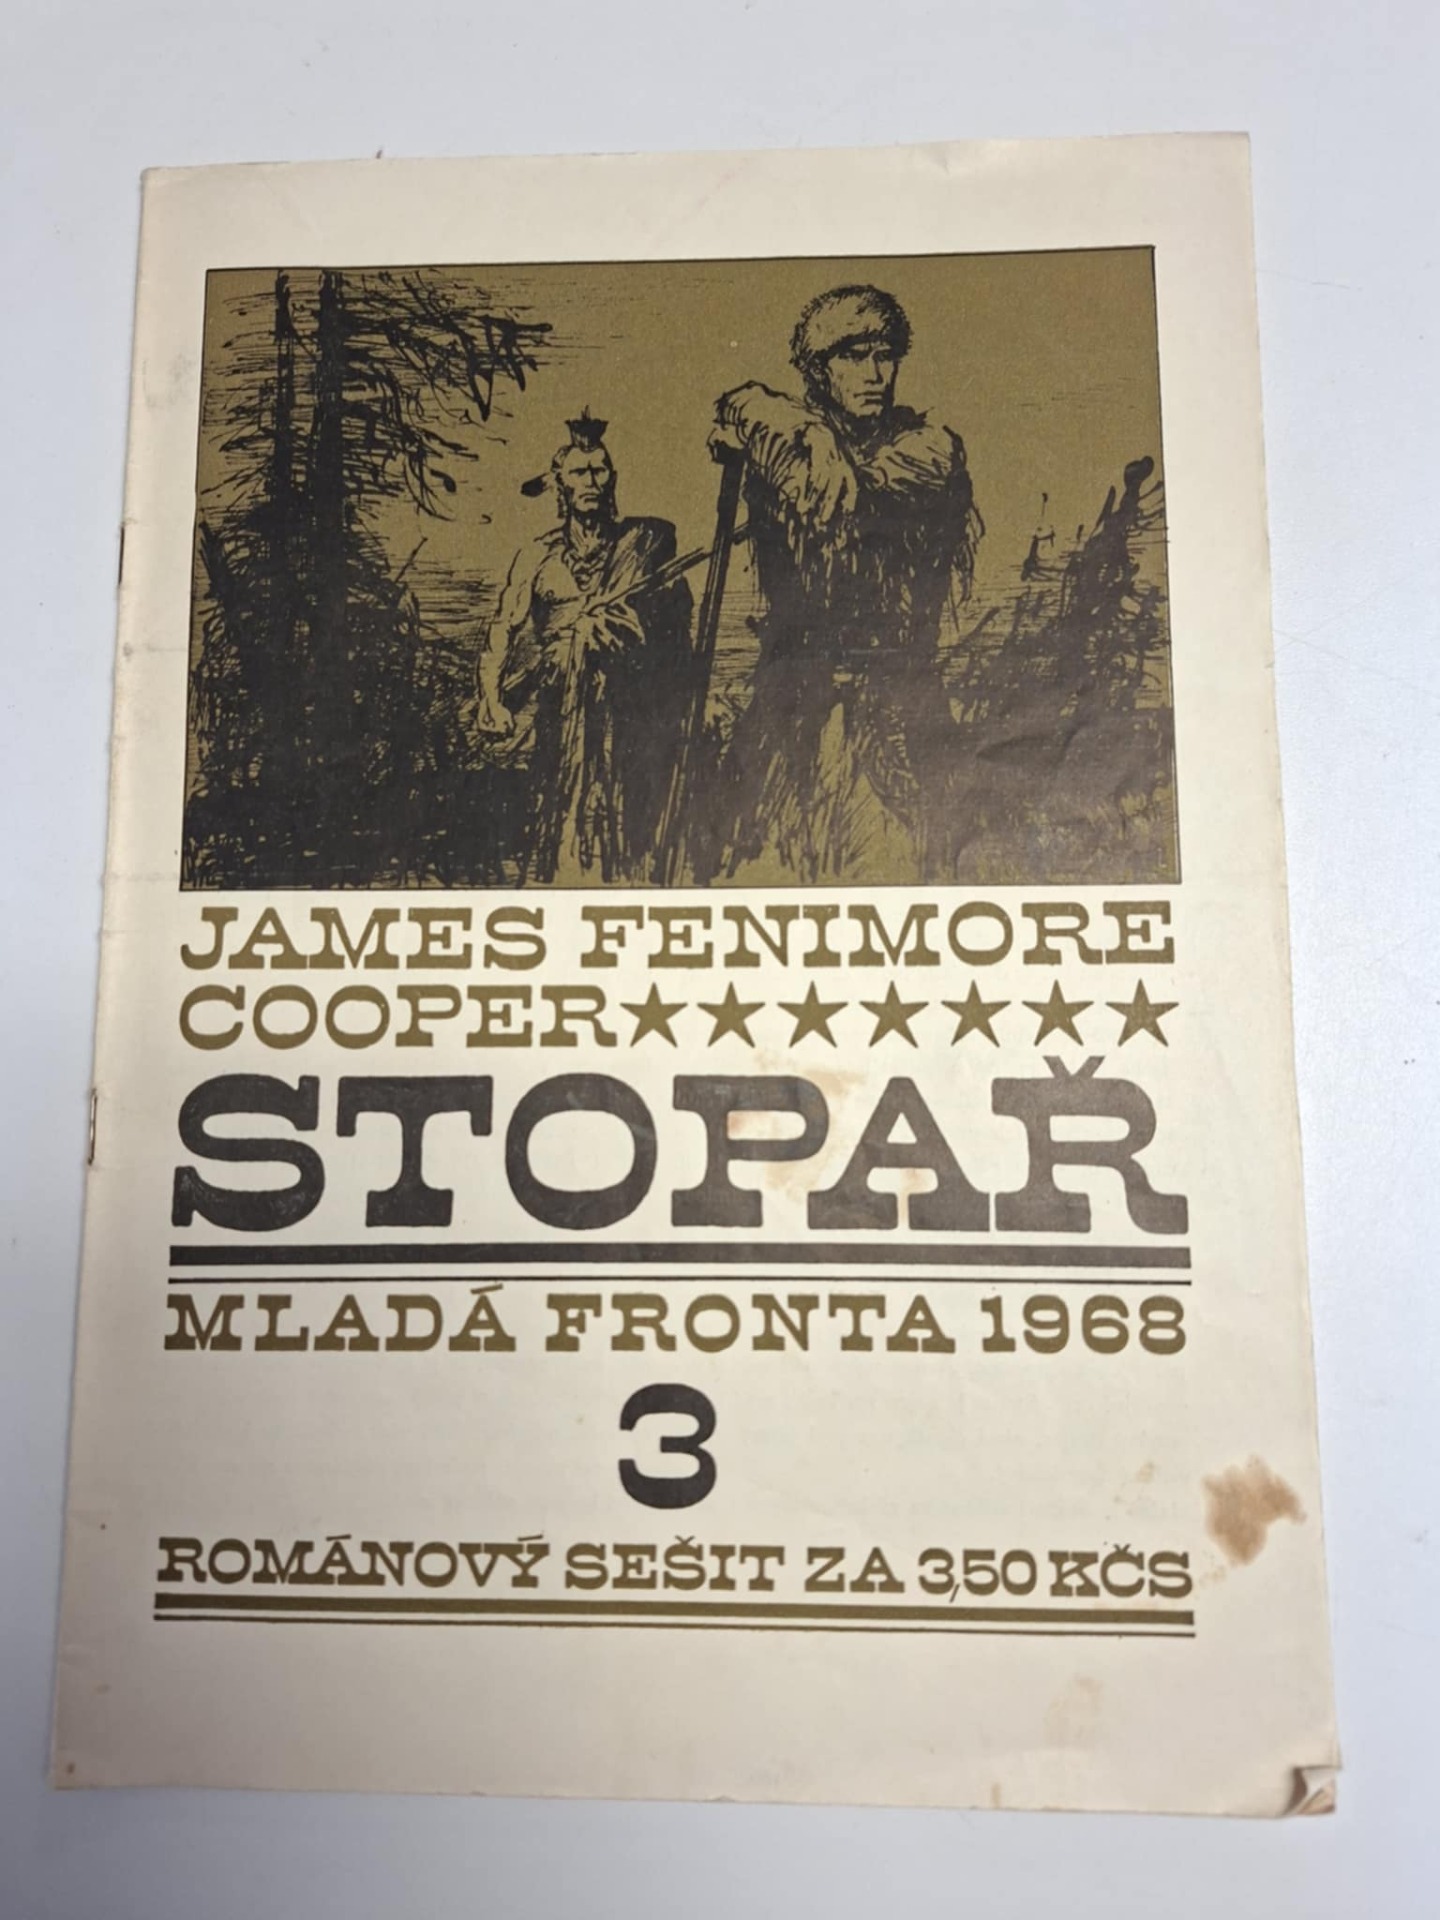 JAMES FENIMORE
COOPER★★★★★★★
STOPAŘ
MLADÁ FRONTA 1968
3
ROMÁNOVÝ SEŠIT ZA 3,50 KČS